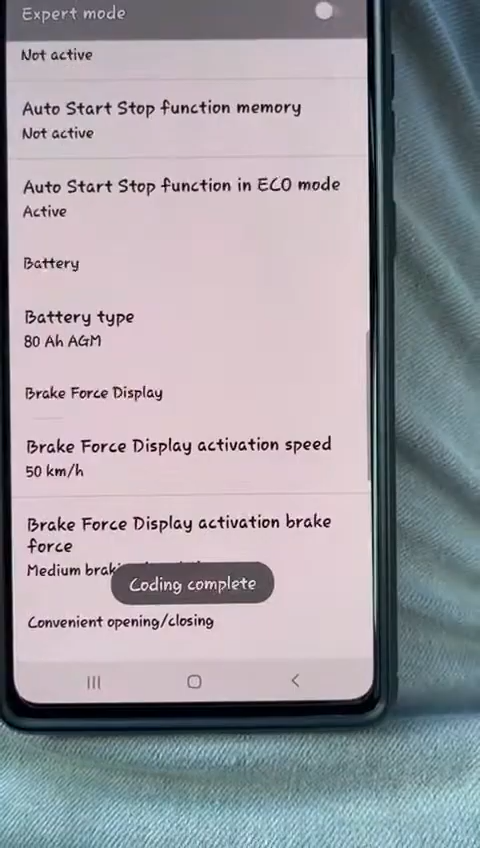 Expert mode
Not active
Auto Start Stop function memory
Not active
Auto Start Stop function in ECO mode
Active
Battery
Battery type
80 Ah AGM
Brake Force Display
Brake Force Display activation speed
50 km/h
Brake Force Display activation brake
force
Medium
Coding complete
Convenient opening/closing